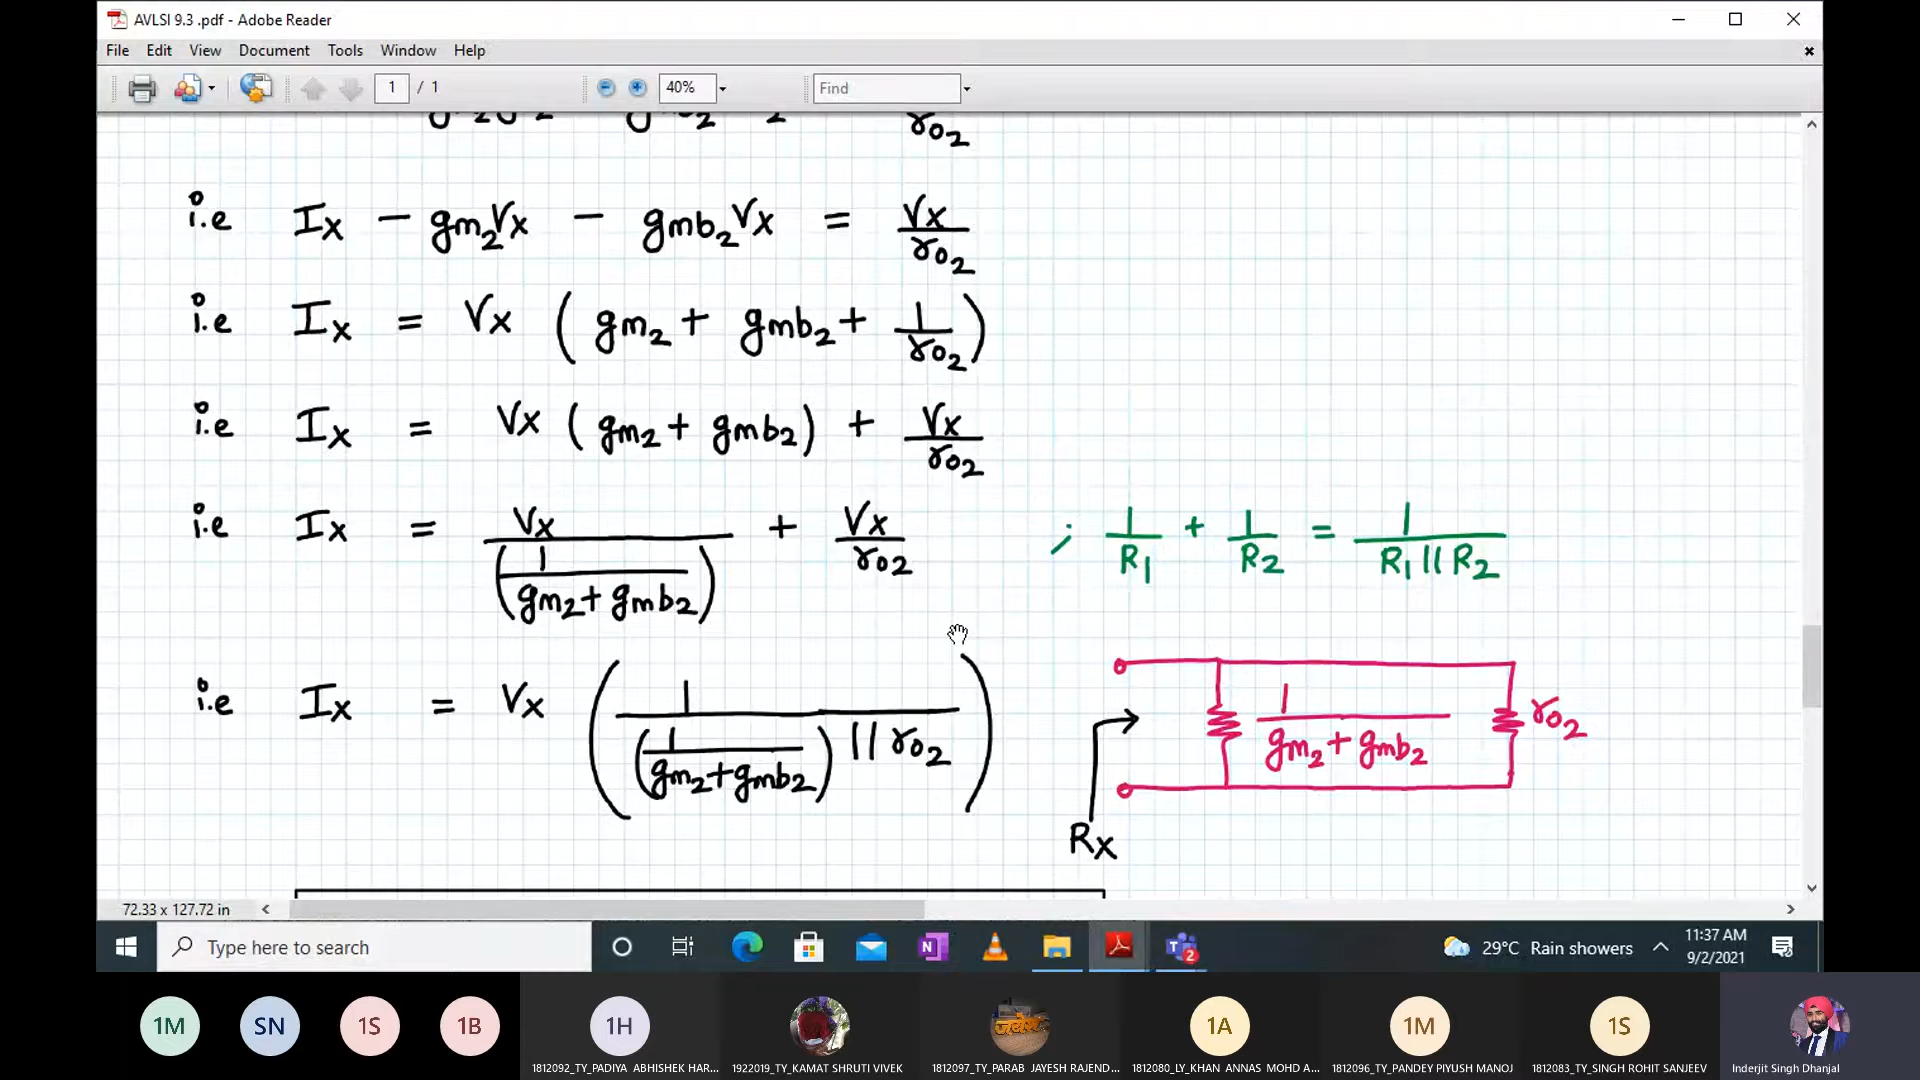 AVLSI 9.3 .pdf - Adobe Reader
File Edit View Document Tools Window Help
1 / 1 40% Find
ro2
i.e Ix - gm2Vx - gmb2Vx = Vx/ro2
i.e Ix = Vx (gm2 + gmb2 + 1/ro2)
i.e Ix = Vx (gm2 + gmb2) + Vx/ro2
i.e Ix = Vx/(1/(gm2 + gmb2)) + Vx/ro2 ; 1/R1 + 1/R2 = 1/(R1 || R2)
i.e Ix = Vx (1/((1/(gm2+gmb2)) || ro2))
1/(gm2 + gmb2) ro2
Rx
72.33 x 127.72 in
Type here to search
2
29°C Rain showers
11:37 AM
9/2/2021
1M SN 1S 1B 1H 1A 1M 1S
1812092_TY_PADIYA ABHISHEK HAR... 1922019_TY_KAMAT SHRUTI VIVEK 1812097_TY_PARAB JAYESH RAJEND... 1812080_LY_KHAN ANNAS MOHD A... 1812096_TY_PANDEY PIYUSH MANOJ 1812083_TY_SINGH ROHIT SANJEEV Inderjit Singh Dhanjal